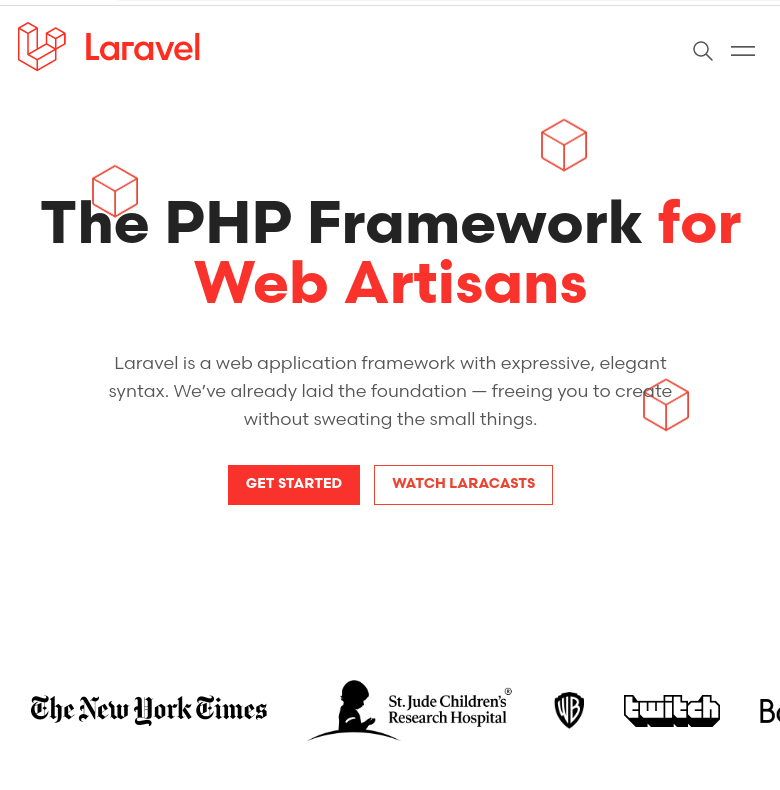 Laravel
The PHP Framework for
Web Artisans
Laravel is a web application framework with expressive, elegant
syntax. We’ve already laid the foundation — freeing you to create
without sweating the small things.
GET STARTED
WATCH LARACASTS
The New York Times
St. Jude Children's®
Research Hospital
WB
twitch